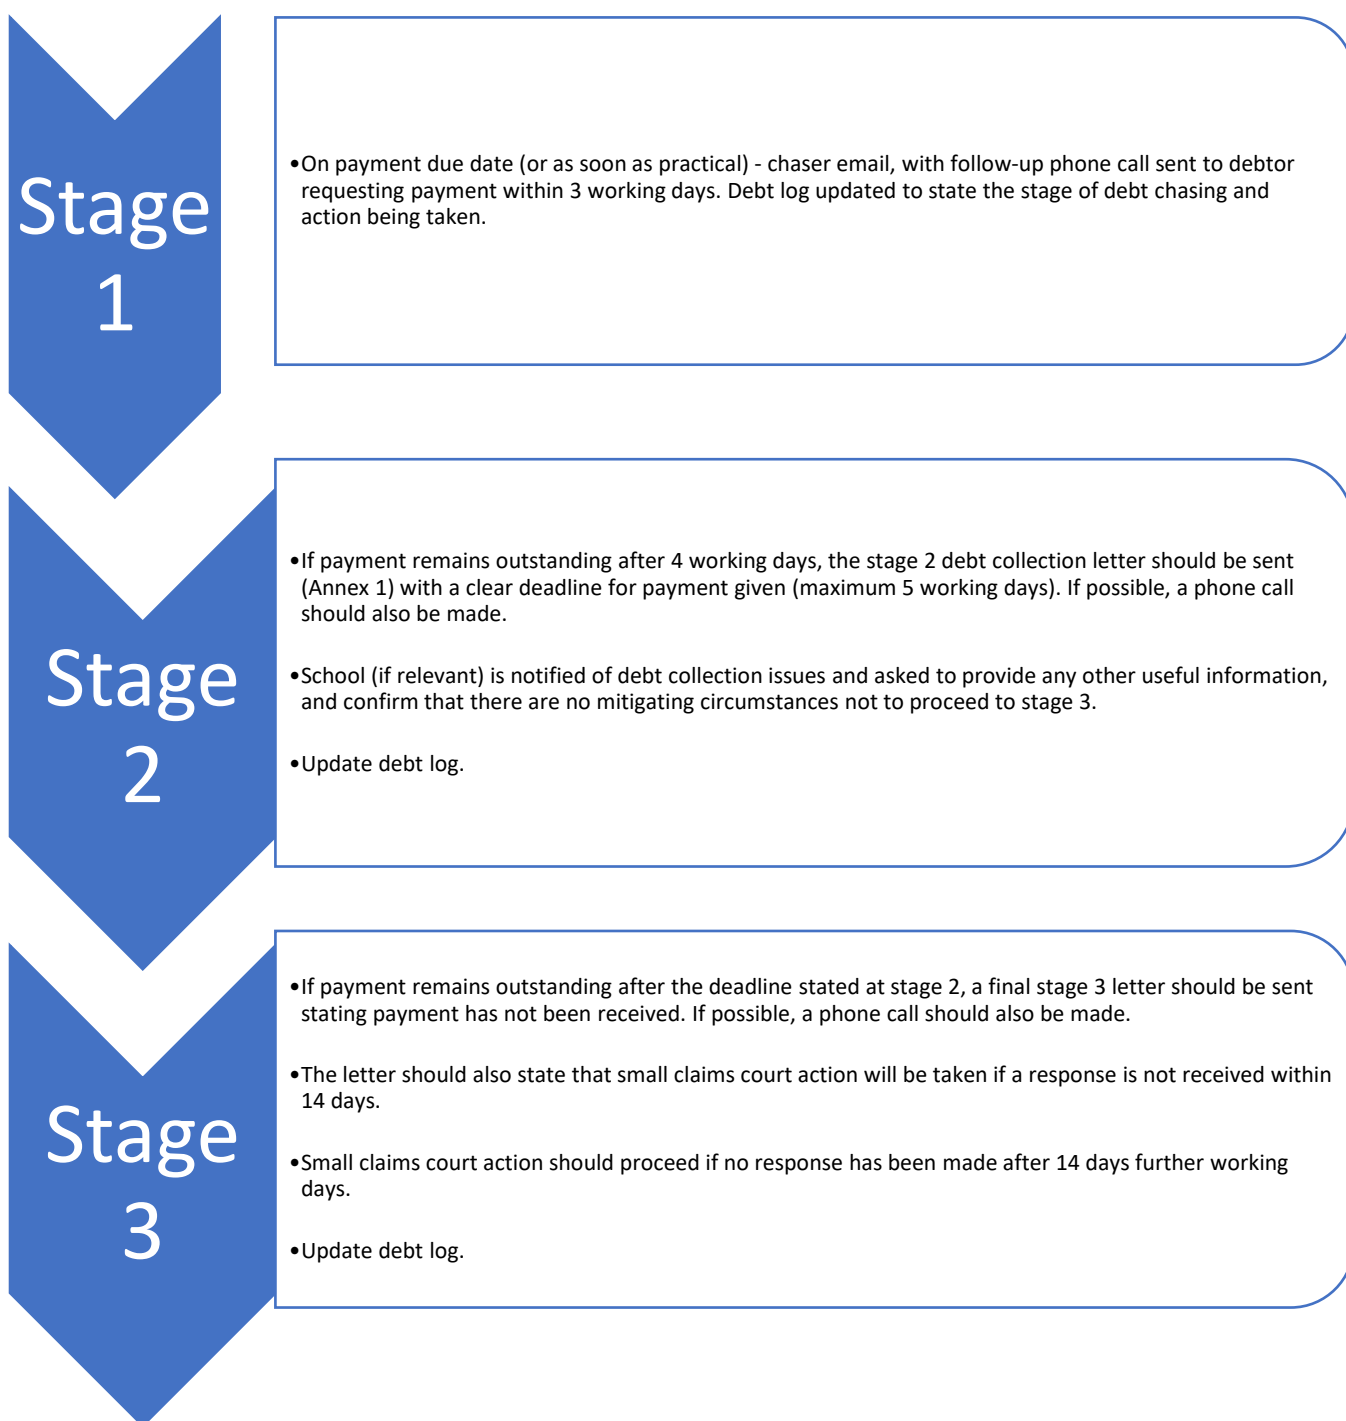 Stage
1
•On payment due date (or as soon as practical) - chaser email, with follow-up phone call sent to debtor
requesting payment within 3 working days. Debt log updated to state the stage of debt chasing and
action being taken.
Stage
2
•If payment remains outstanding after 4 working days, the stage 2 debt collection letter should be sent
(Annex 1) with a clear deadline for payment given (maximum 5 working days). If possible, a phone call
should also be made.
•School (if relevant) is notified of debt collection issues and asked to provide any other useful information,
and confirm that there are no mitigating circumstances not to proceed to stage 3.
•Update debt log.
Stage
3
•If payment remains outstanding after the deadline stated at stage 2, a final stage 3 letter should be sent
stating payment has not been received. If possible, a phone call should also be made.
•The letter should also state that small claims court action will be taken if a response is not received within
14 days.
•Small claims court action should proceed if no response has been made after 14 days further working
days.
•Update debt log.